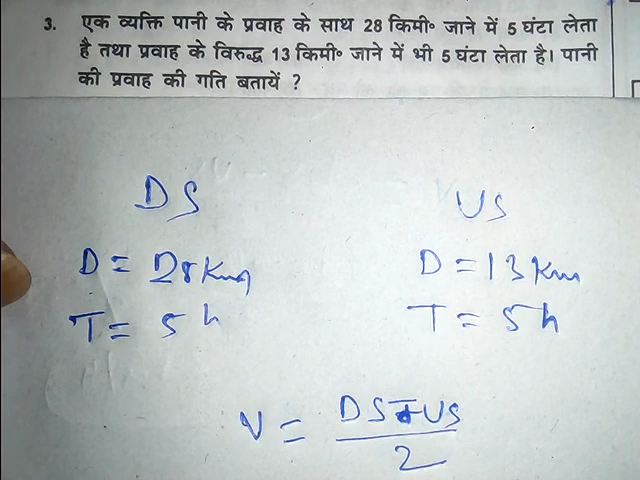 3. एक व्यक्ति पानी के प्रवाह के साथ 28 किमी॰ जाने में 5 घंटा लेता
है तथा प्रवाह के विरुद्ध 13 किमी॰ जाने में भी 5 घंटा लेता है। पानी
की प्रवाह की गति बतायें ?
DS US
D = 28 Km D = 13 Km
T = 5 h T = 5 h
V = DS - US
2